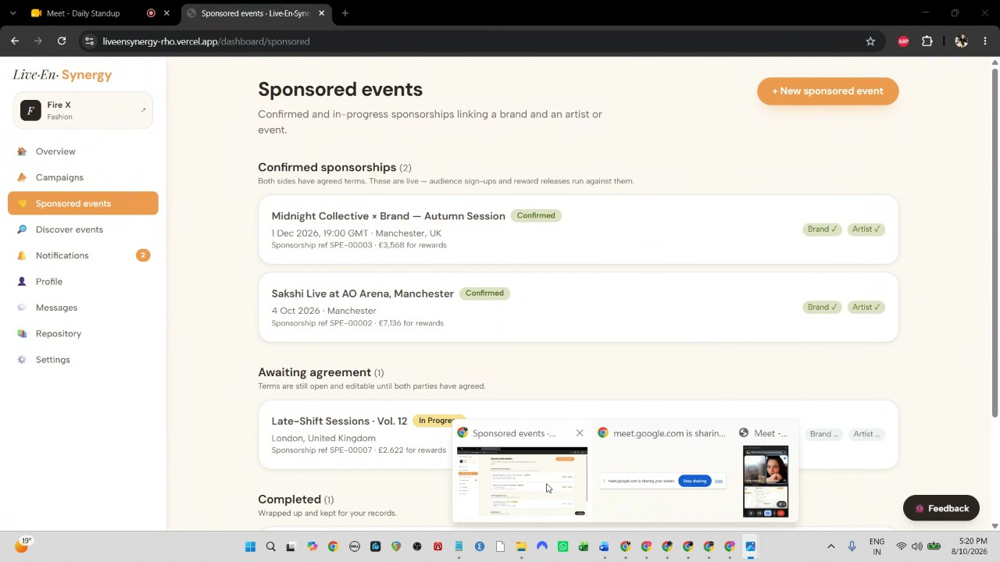 Meet - Daily Standup
Sponsored events · Live-En-Syne
liveensynergy-rho.vercel.app/dashboard/sponsored
ABP
Live·En· Synergy
F
Fire X
Fashion
Overview
Campaigns
Sponsored events
Discover events
Notifications
2
Profile
Messages
Repository
Settings
Sponsored events
Confirmed and in-progress sponsorships linking a brand and an artist or
event.
+ New sponsored event
Confirmed sponsorships (2)
Both sides have agreed terms. These are live — audience sign-ups and reward releases run against them.
Midnight Collective × Brand — Autumn Session
Confirmed
1 Dec 2026, 19:00 GMT · Manchester, UK
Sponsorship ref SPE-00003 · £3,568 for rewards
Brand ✓
Artist ✓
Sakshi Live at AO Arena, Manchester
Confirmed
4 Oct 2026 · Manchester
Sponsorship ref SPE-00002 · £7,136 for rewards
Brand ✓
Artist ✓
Awaiting agreement (1)
Terms are still open and editable until both parties have agreed.
Late-Shift Sessions · Vol. 12
In Progress
London, United Kingdom
Sponsorship ref SPE-00007 · £2,622 for rewards
Brand …
Artist …
Sponsored events ·...
meet.google.com is sharin...
Meet -...
meet.google.com is sharing your screen.
Stop sharing
Hide
Completed (1)
Wrapped up and kept for your records.
Feedback
19°
DELL
ENG
IN
5:20 PM
8/10/2026